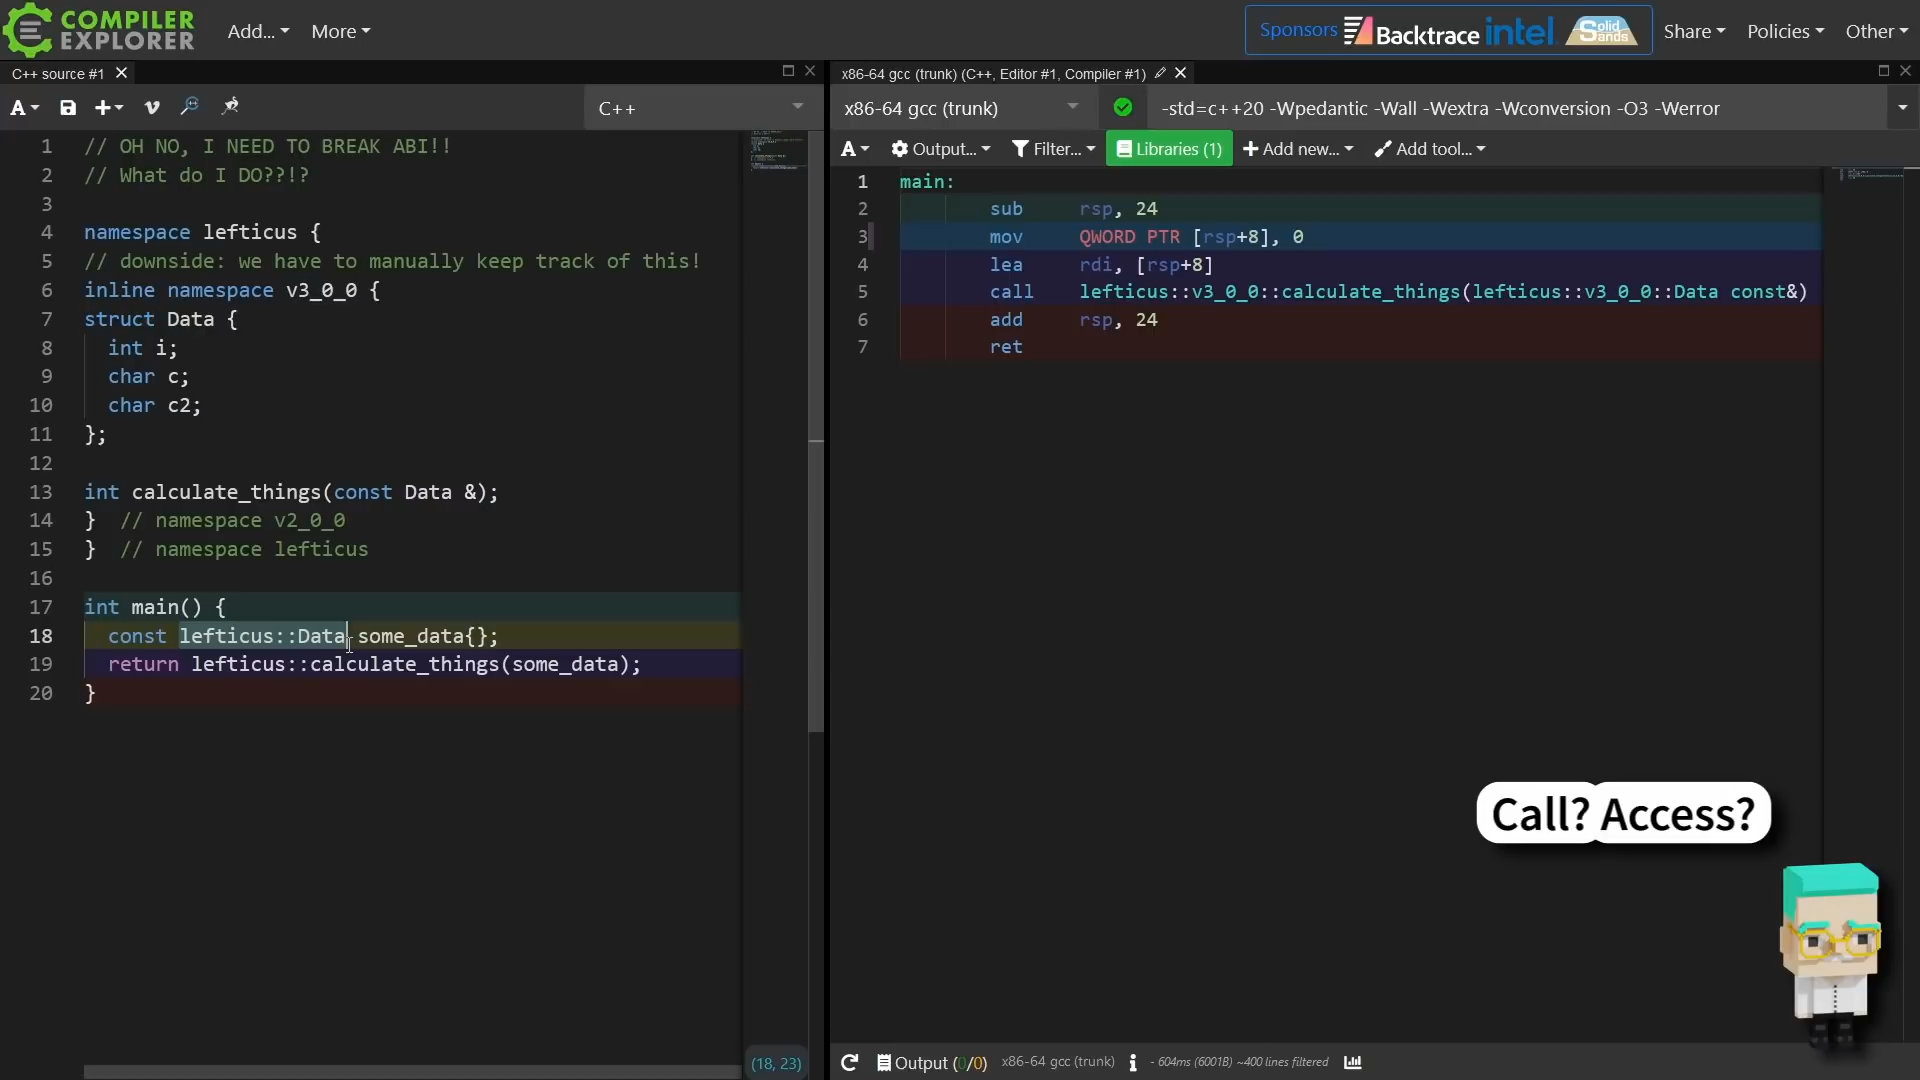 COMPILER EXPLORER
Add... More
Sponsors Backtrace intel. Solid Sands
Share Policies Other
C++ source #1
A C++
1 // OH NO, I NEED TO BREAK ABI!!
2 // What do I DO??!?
3
4 namespace lefticus {
5 // downside: we have to manually keep track of this!
6 inline namespace v3_0_0 {
7 struct Data {
8 int i;
9 char c;
10 char c2;
11 };
12
13 int calculate_things(const Data &);
14 } // namespace v2_0_0
15 } // namespace lefticus
16
17 int main() {
18 const lefticus::Data some_data{};
19 return lefticus::calculate_things(some_data);
20 }
(18, 23)
x86-64 gcc (trunk) (C++, Editor #1, Compiler #1)
x86-64 gcc (trunk) -std=c++20 -Wpedantic -Wall -Wextra -Wconversion -O3 -Werror
A Output... Filter... Libraries (1) Add new... Add tool...
1 main:
2 sub rsp, 24
3 mov QWORD PTR [rsp+8], 0
4 lea rdi, [rsp+8]
5 call lefticus::v3_0_0::calculate_things(lefticus::v3_0_0::Data const&)
6 add rsp, 24
7 ret
Call? Access?
Output (0/0) x86-64 gcc (trunk) i - 604ms (6001B) ~400 lines filtered